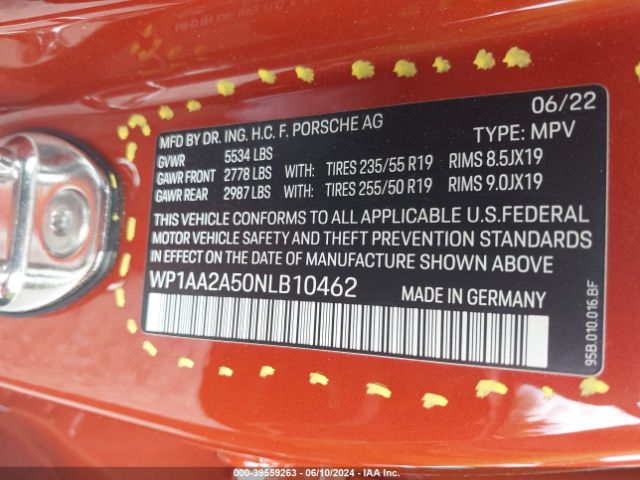 06/22
MFD BY DR. ING. H.C. F. PORSCHE AG
TYPE: MPV
GVWR 5534 LBS
GAWR FRONT 2778 LBS WITH: TIRES 235/55 R19 RIMS 8.5JX19
GAWR REAR 2987 LBS WITH: TIRES 255/50 R19 RIMS 9.0JX19
THIS VEHICLE CONFORMS TO ALL APPLICABLE U.S.FEDERAL
MOTOR VEHICLE SAFETY AND THEFT PREVENTION STANDARDS
IN EFFECT ON THE DATE OF MANUFACTURE SHOWN ABOVE
WP1AA2A50NLB10462
MADE IN GERMANY
95B.010.016.BF
©-39559263 - 06/10/2024 - IAAI.COM